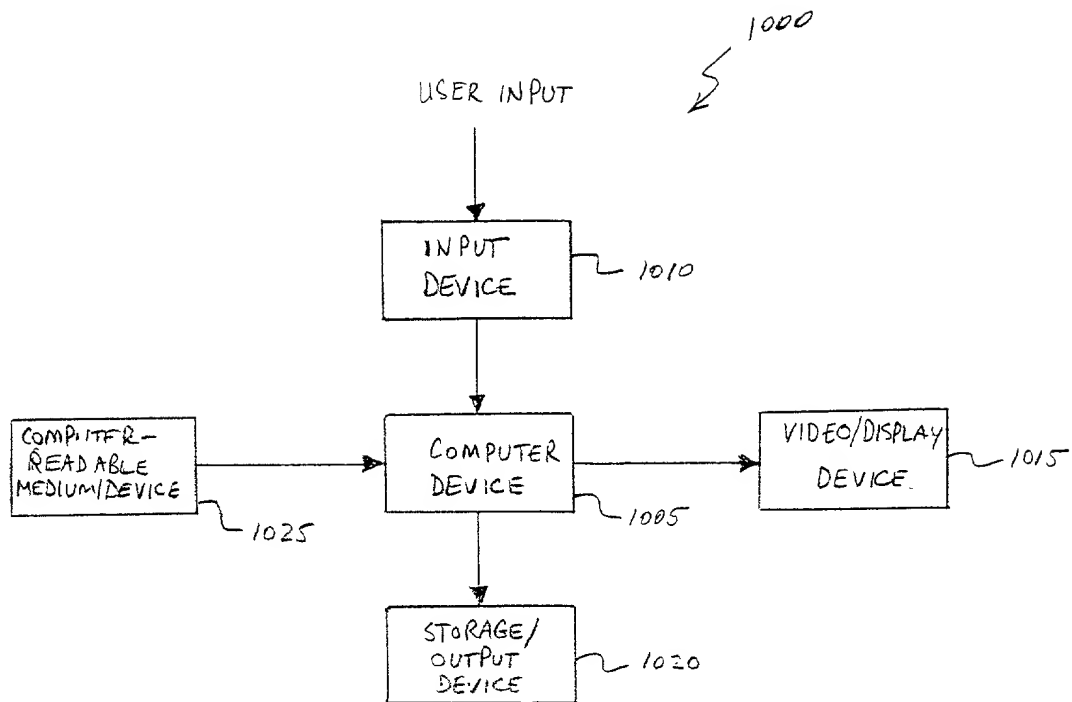 1000
USER INPUT
INPUT
DEVICE
1010
COMPUTER-
READABLE
MEDIUM/DEVICE
1025
COMPUTER
DEVICE
1005
VIDEO/DISPLAY
DEVICE.
1015
STORAGE/
OUTPUT
DEVICE
1020